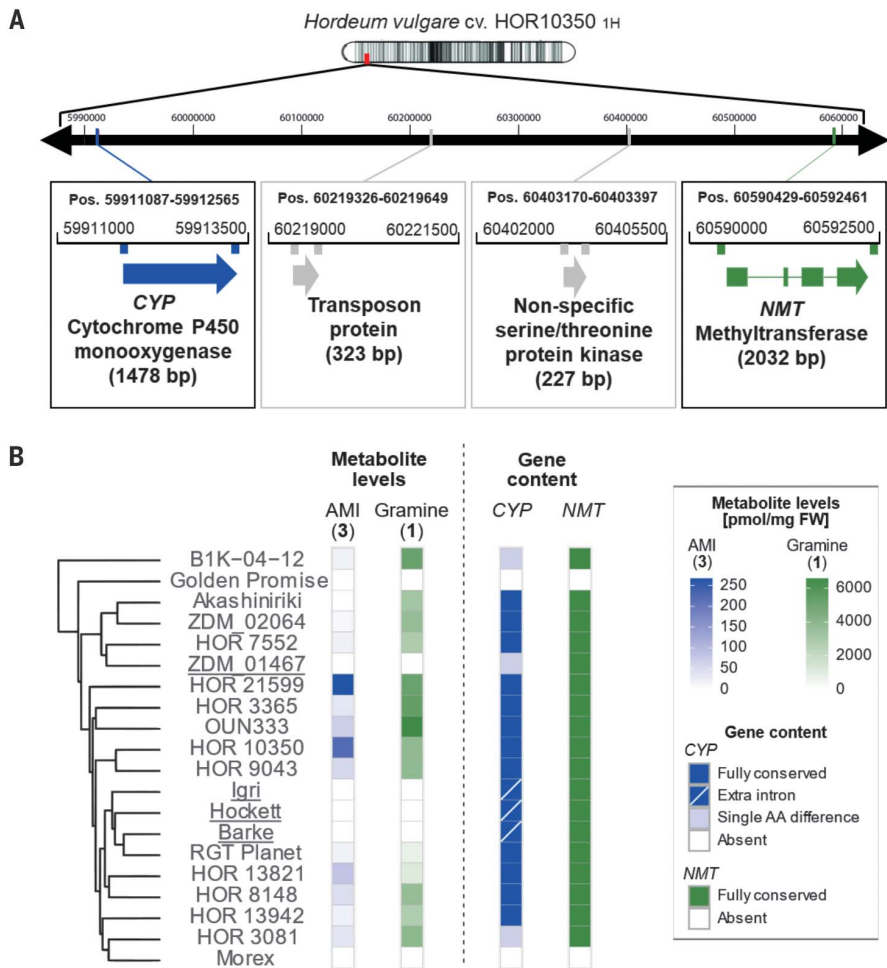 A
Hordeum vulgare cv. HOR10350 1H
5990000 60000000 60100000 60200000 60300000 60400000 60500000 6060000
Pos. 59911087-59912565
59911000 59913500
CYP
Cytochrome P450
monooxygenase
(1478 bp)
Pos. 60219326-60219649
60219000 60221500
Transposon
protein
(323 bp)
Pos. 60403170-60403397
60402000 60405500
Non-specific
serine/threonine
protein kinase
(227 bp)
Pos. 60590429-60592461
60590000 60592500
NMT
Methyltransferase
(2032 bp)
B
Metabolite
levels
Gene
content
AMI
(3)
Gramine
(1)
CYP
NMT
B1K-04-12
Golden Promise
Akashiniriki
ZDM_02064
HOR 7552
ZDM_01467
HOR 21599
HOR 3365
OUN333
HOR 10350
HOR 9043
Igri
Hockett
Barke
RGT Planet
HOR 13821
HOR 8148
HOR 13942
HOR 3081
Morex
Metabolite levels
[pmol/mg FW]
AMI
(3)
250
200
150
100
50
0
Gramine
(1)
6000
4000
2000
0
Gene content
CYP
Fully conserved
Extra intron
Single AA difference
Absent
NMT
Fully conserved
Absent